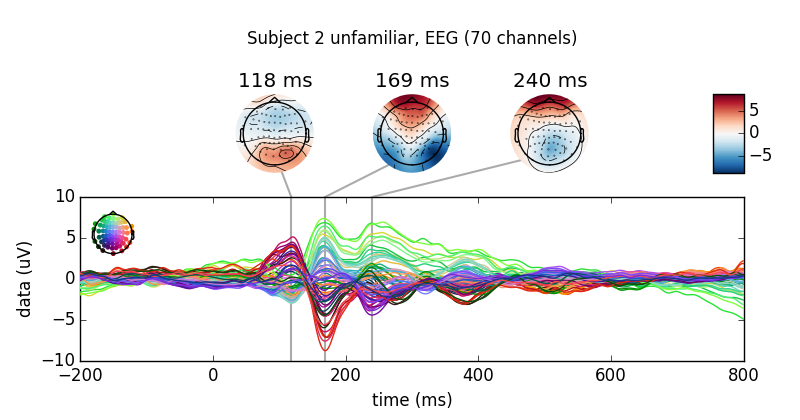 Subject 2 unfamiliar, EEG (70 channels)
118 ms
169 ms
240 ms
5
0
−5
10
5
0
−5
−10
data (uV)
−200
0
200
400
600
800
time (ms)